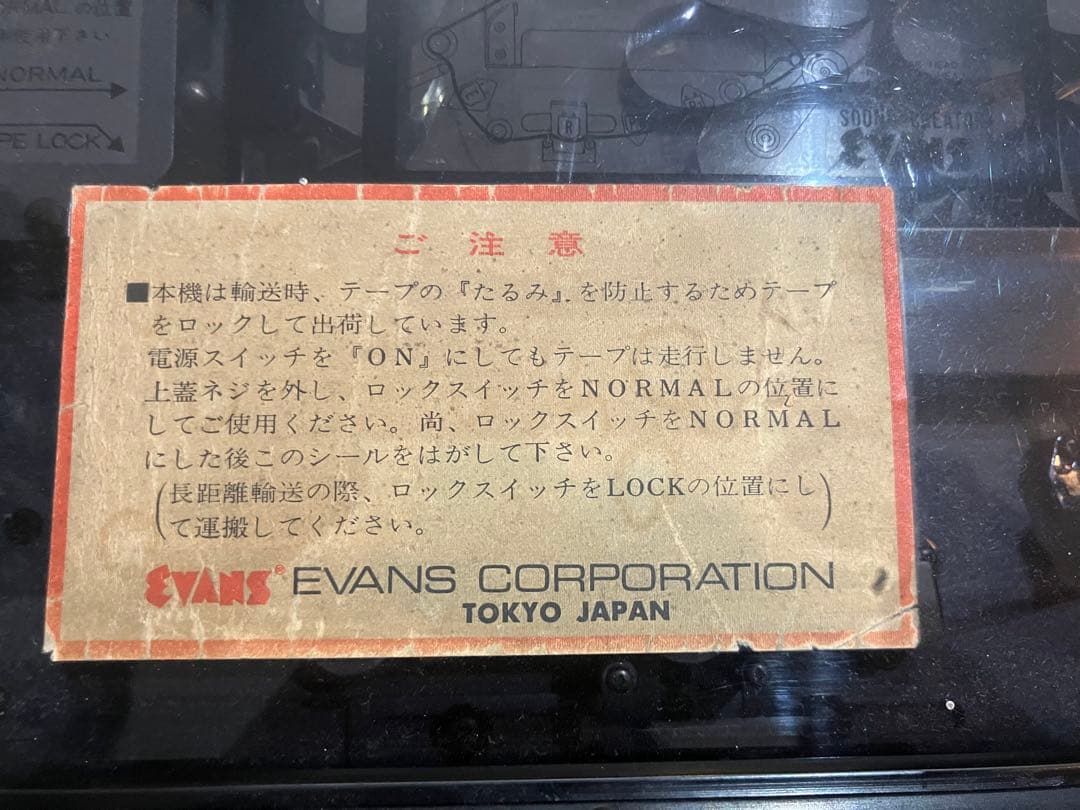 MALの位置
NORMAL
PE LOCK
R
SOUND CREATOR
EVANS
ご注意
■本機は輸送時、テープの『たるみ』を防止するためテープ
をロックして出荷しています。
電源スイッチを『ON』にしてもテープは走行しません。
上蓋ネジを外し、ロックスイッチをNORMALの位置に
してご使用ください。尚、ロックスイッチをNORMAL
にした後このシールをはがして下さい。
(長距離輸送の際、ロックスイッチをLOCKの位置にし
て運搬してください。)
EVANS® EVANS CORPORATION
TOKYO JAPAN